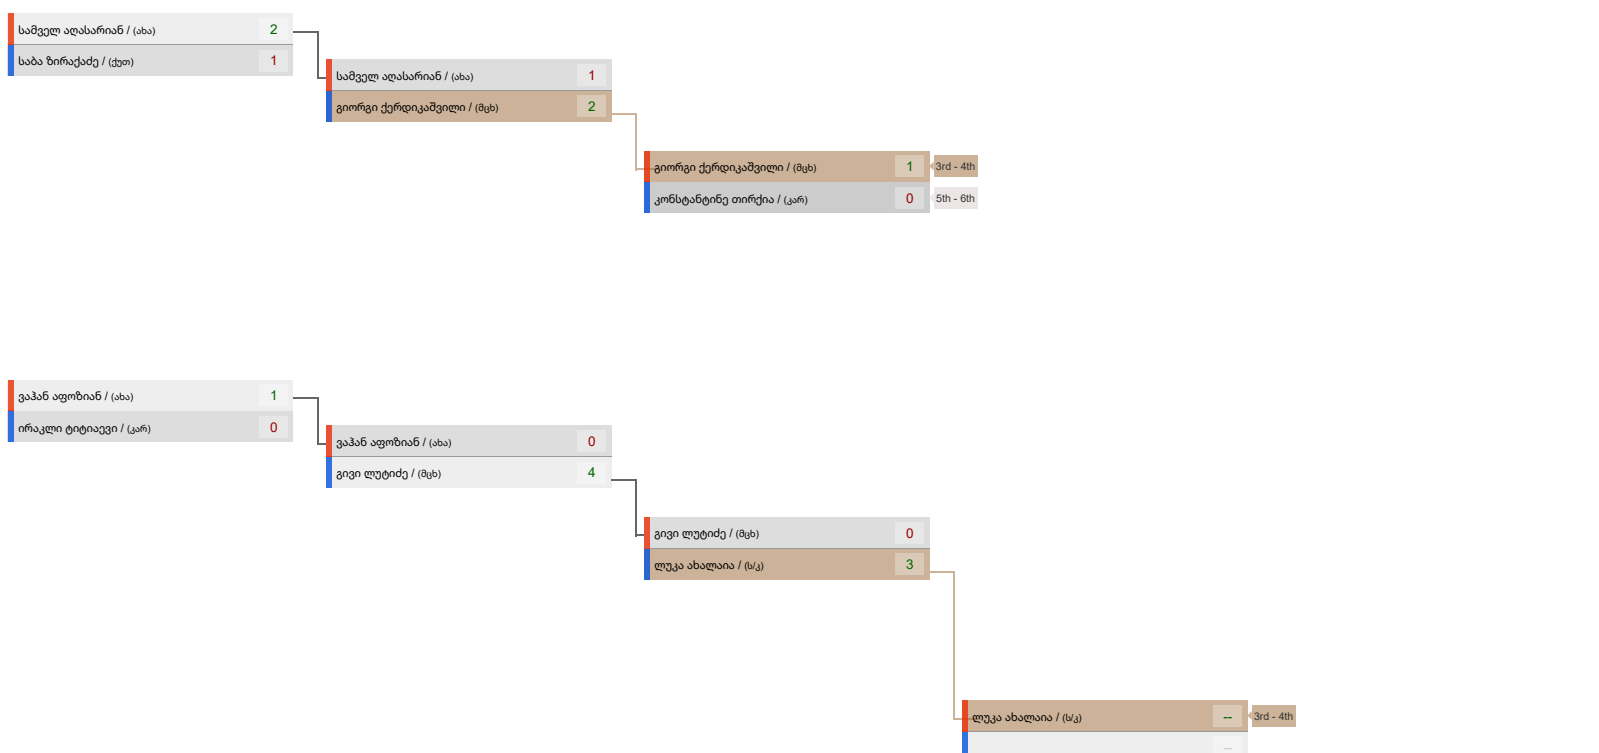 სამველ აღასარიან / (ახა) 2
საბა ზირაქაძე / (ქუთ) 1
სამველ აღასარიან / (ახა) 1
გიორგი ქერდიკაშვილი / (მცხ) 2
გიორგი ქერდიკაშვილი / (მცხ) 1 3rd - 4th
კონსტანტინე თირქია / (კარ) 0 5th - 6th
ვაჰან აფოზიან / (ახა) 1
ირაკლი ტიტიაევი / (კარ) 0
ვაჰან აფოზიან / (ახა) 0
გივი ლუტიძე / (მცხ) 4
გივი ლუტიძე / (მცხ) 0
ლუკა ახალაია / (ს/კ) 3
ლუკა ახალაია / (ს/კ) -- 3rd - 4th
--